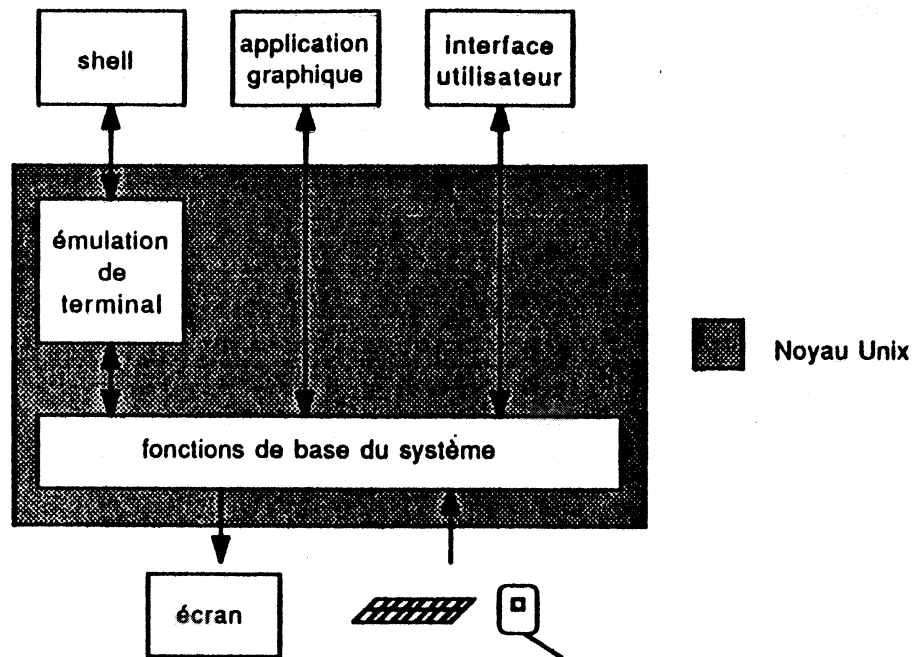 shell
application
graphique
interface
utilisateur
émulation
de
terminal
Noyau Unix
fonctions de base du système
écran